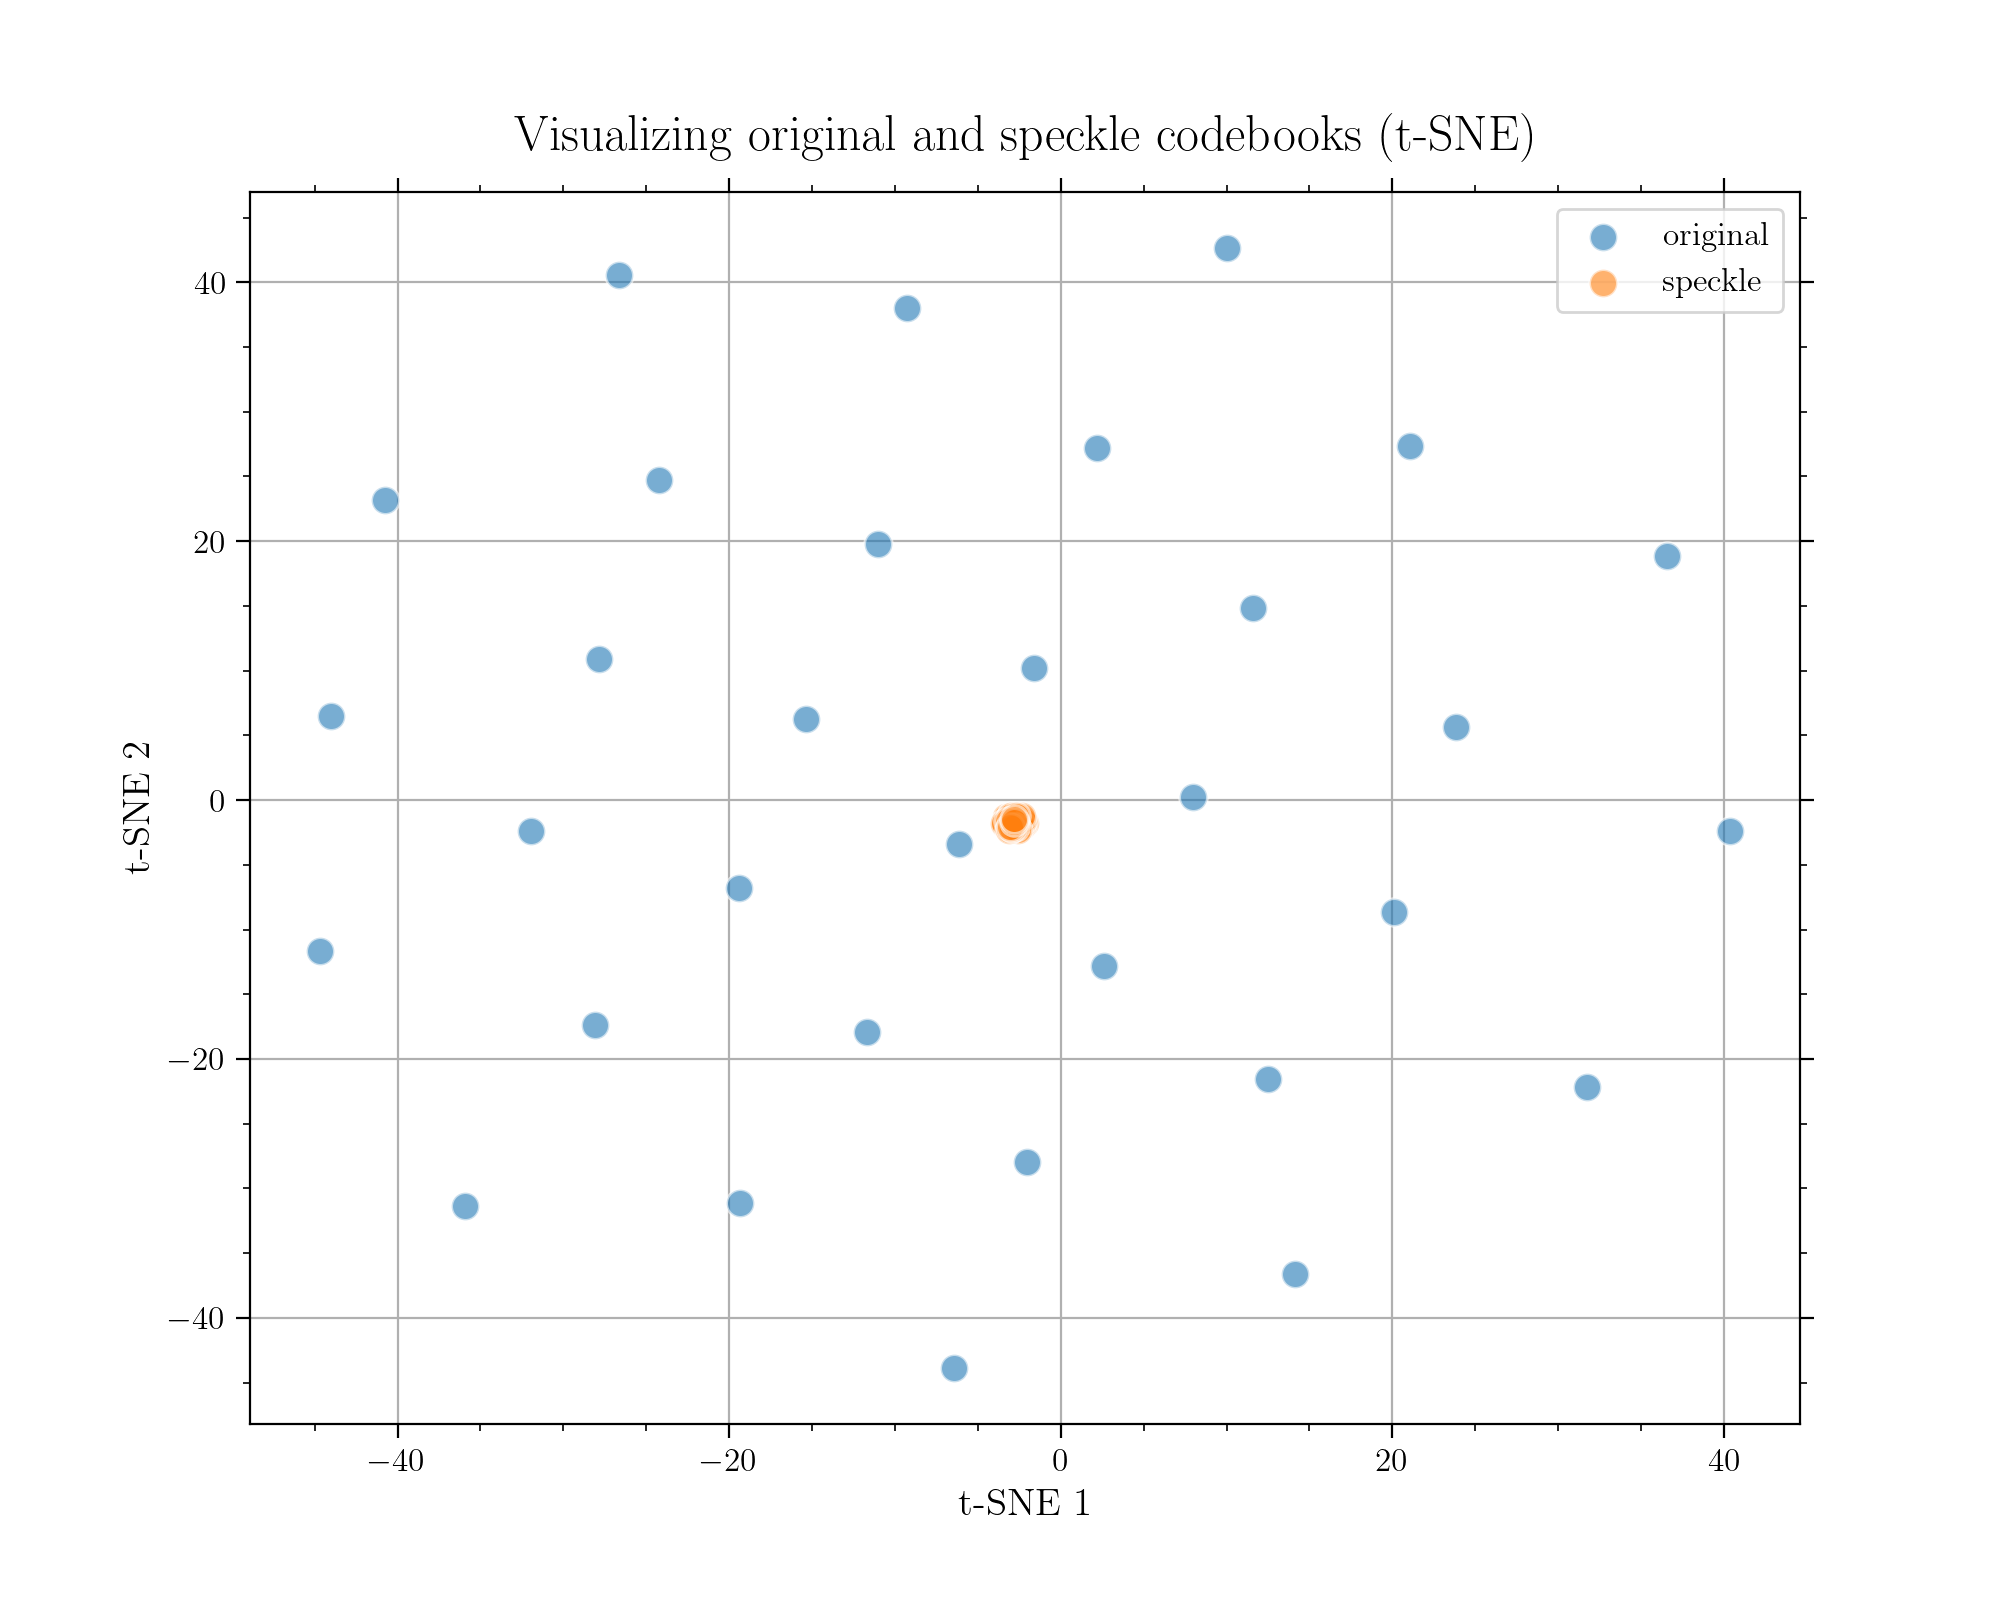 Visualizing original and speckle codebooks (t-SNE)
original
speckle
40
20
0
−20
−40
t-SNE 2
−40
−20
0
20
40
t-SNE 1